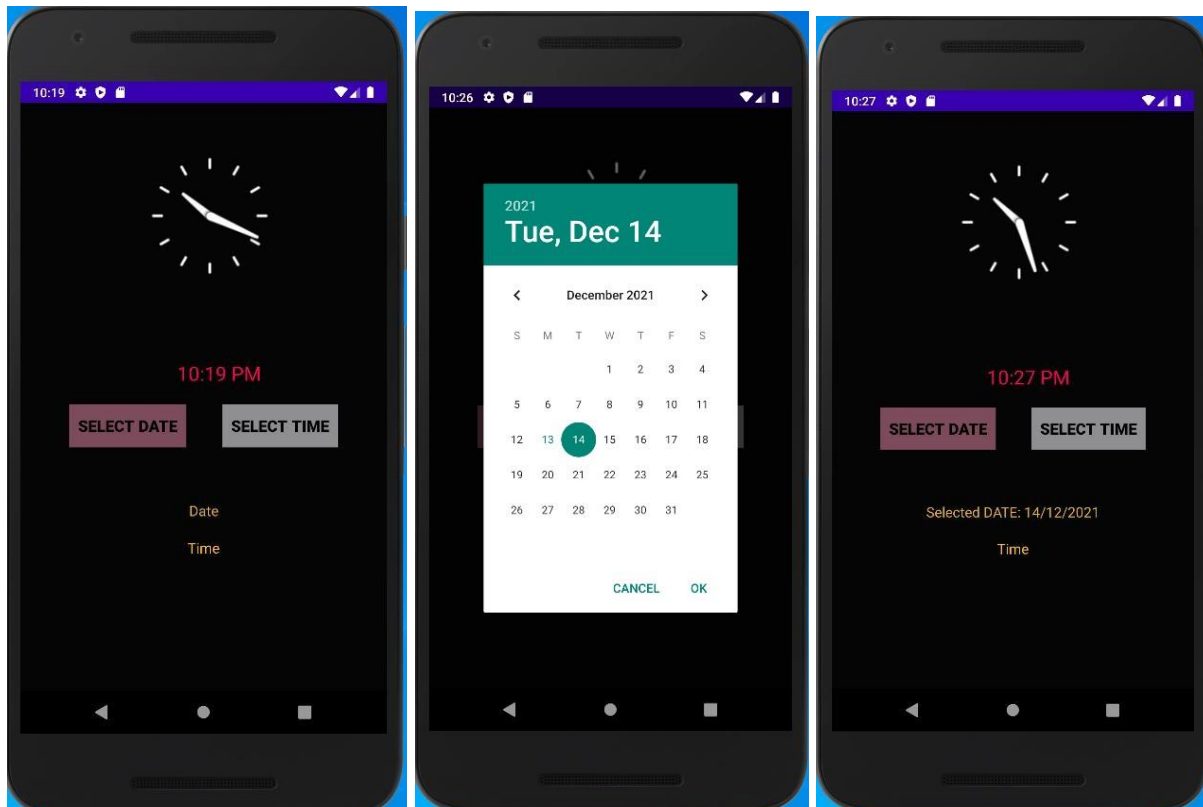 10:19
10:19 PM
SELECT DATE SELECT TIME
Date
Time
10:26
2021
Tue, Dec 14
December 2021
S M T W T F S
1 2 3 4
5 6 7 8 9 10 11
12 13 14 15 16 17 18
19 20 21 22 23 24 25
26 27 28 29 30 31
CANCEL OK
10:27
10:27 PM
SELECT DATE SELECT TIME
Selected DATE: 14/12/2021
Time